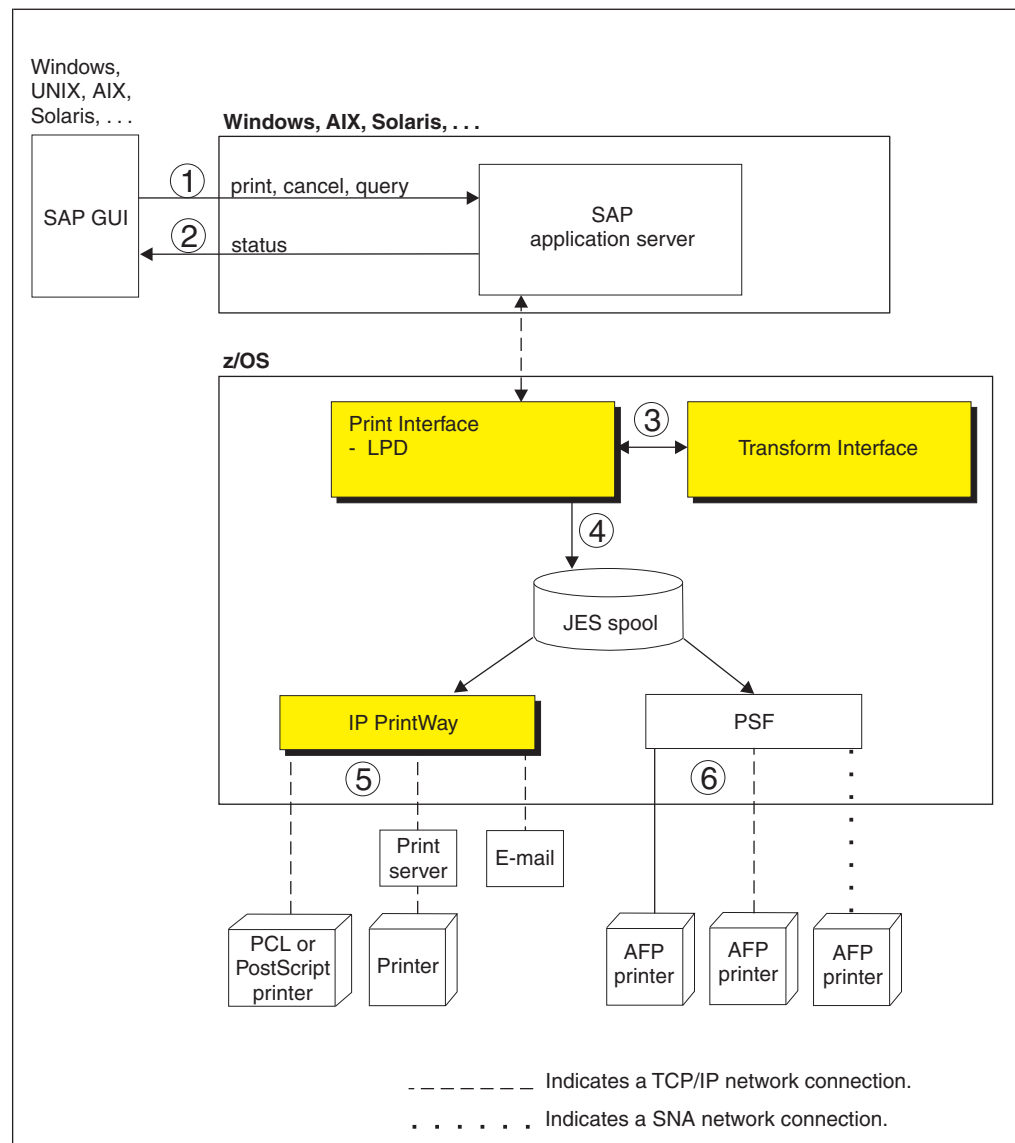 Windows,
UNIX, AIX,
Solaris, . . .
Windows, AIX, Solaris, . . .
SAP GUI
1
print, cancel, query
2
status
SAP
application server
z/OS
Print Interface
- LPD
3
Transform Interface
4
JES spool
IP PrintWay
PSF
5
6
Print
server
E-mail
PCL or
PostScript
printer
Printer
AFP
printer
AFP
printer
AFP
printer
Indicates a TCP/IP network connection.
Indicates a SNA network connection.